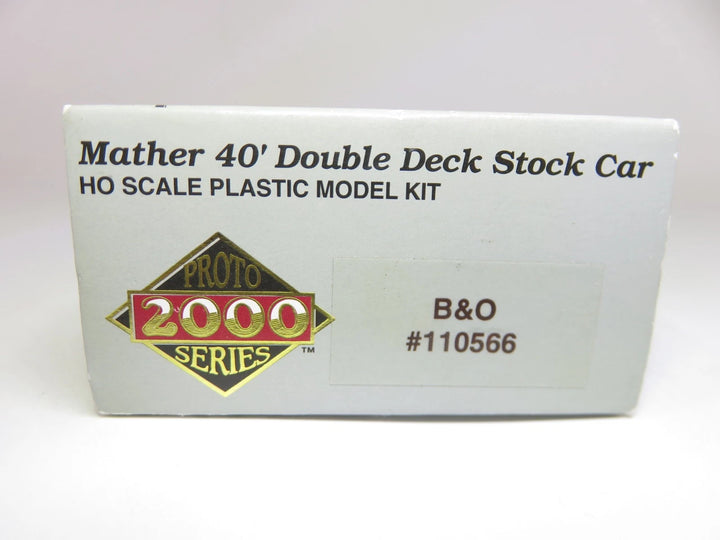 Mather 40' Double Deck Stock Car
HO SCALE PLASTIC MODEL KIT
PROTO
2000
SERIES
™
B&O
#110566